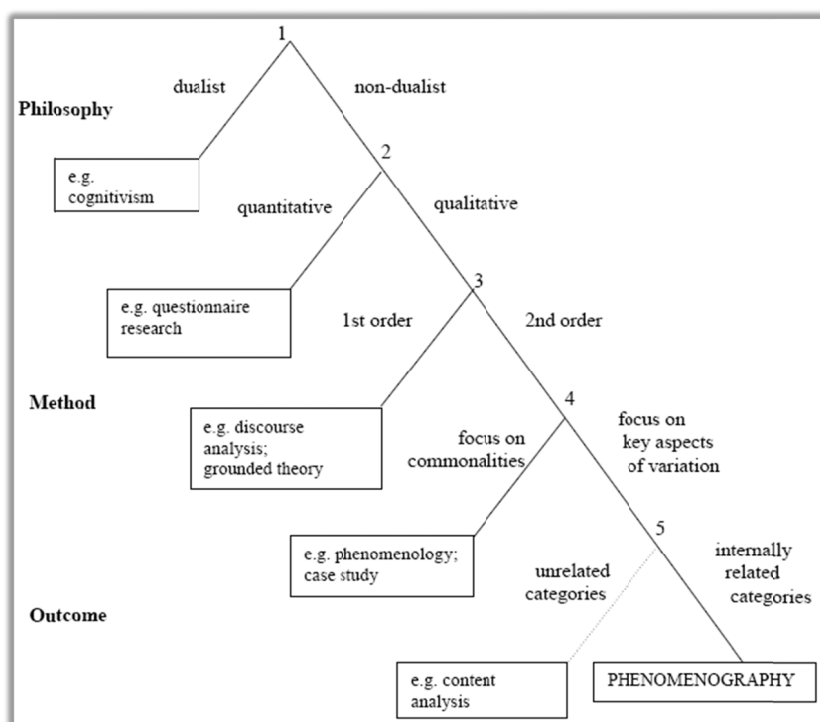 1
dualist
non-dualist
Philosophy
2
e.g.
cognitivism
quantitative
qualitative
3
e.g. questionnaire
research
1st order
2nd order
Method
4
e.g. discourse
analysis;
grounded theory
focus on
commonalities
focus on
key aspects
of variation
5
e.g. phenomenology;
case study
unrelated
categories
internally
related
categories
Outcome
e.g. content
analysis
PHENOMENOGRAPHY